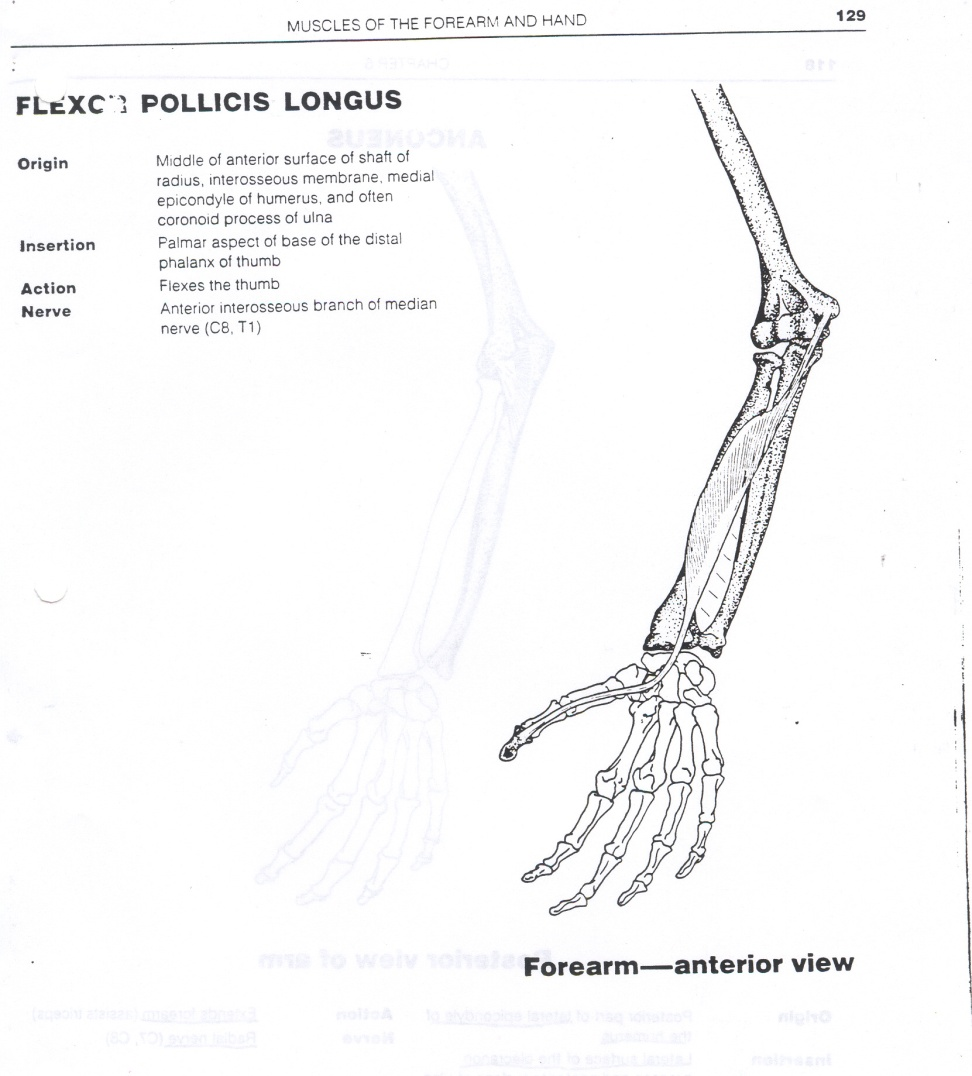 MUSCLES OF THE FOREARM AND HAND 129
FLEXOR POLLICIS LONGUS
Origin Middle of anterior surface of shaft of
radius, interosseous membrane, medial
epicondyle of humerus, and often
coronoid process of ulna
Insertion Palmar aspect of base of the distal
phalanx of thumb
Action Flexes the thumb
Nerve Anterior interosseous branch of median
nerve (C8, T1)
Forearm—anterior view